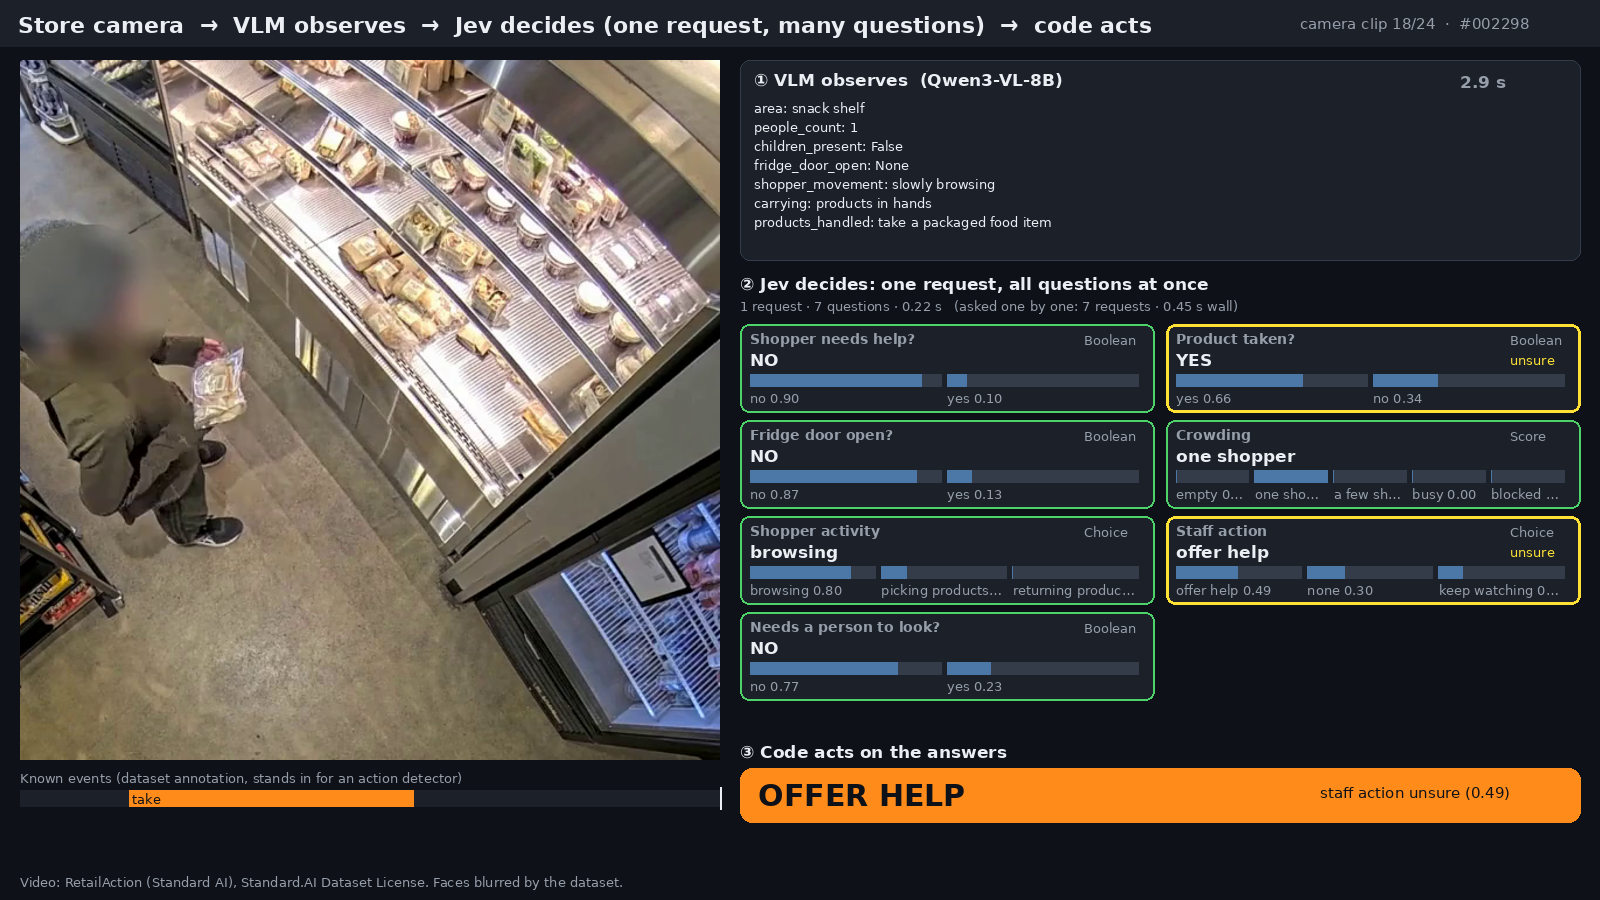 Store camera → VLM observes → Jev decides (one request, many questions) → code acts
camera clip 18/24 · #002298
① VLM observes (Qwen3-VL-8B)
2.9 s
area: snack shelf
people_count: 1
children_present: False
fridge_door_open: None
shopper_movement: slowly browsing
carrying: products in hands
products_handled: take a packaged food item
② Jev decides: one request, all questions at once
1 request · 7 questions · 0.22 s (asked one by one: 7 requests · 0.45 s wall)
Shopper needs help?
Boolean
NO
no 0.90
yes 0.10
Product taken?
Boolean
YES
unsure
yes 0.66
no 0.34
Fridge door open?
Boolean
NO
no 0.87
yes 0.13
Crowding
Score
one shopper
empty 0...
one sho...
a few sh...
busy 0.00
blocked ...
Shopper activity
Choice
browsing
browsing 0.80
picking products...
returning produc...
Staff action
Choice
offer help
unsure
offer help 0.49
none 0.30
keep watching 0...
Needs a person to look?
Boolean
NO
no 0.77
yes 0.23
③ Code acts on the answers
OFFER HELP
staff action unsure (0.49)
Known events (dataset annotation, stands in for an action detector)
take
Video: RetailAction (Standard AI), Standard.AI Dataset License. Faces blurred by the dataset.